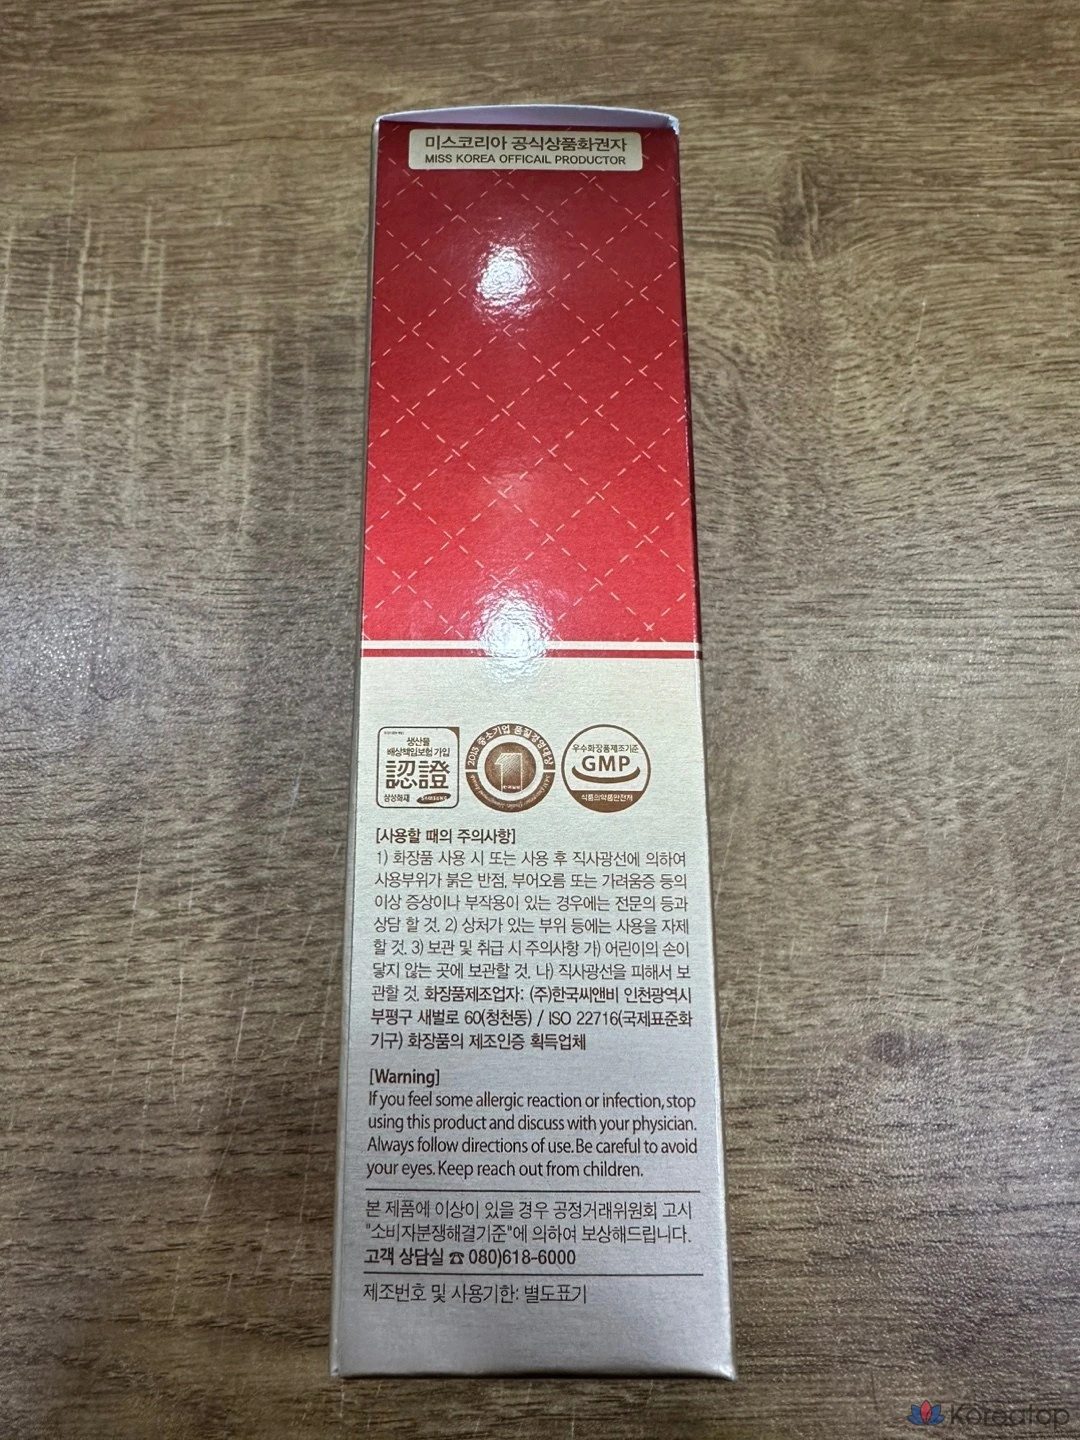 미스코리아 공식상품화권자
MISS KOREA OFFICAIL PRODUCTOR
생산물
배상책임보험 가입
認證
삼성화재 SAMSUNG
2015 중소기업 품질경영대상
1
우수화장품제조기준
GMP
식품의약품안전처
[사용할 때의 주의사항]
1) 화장품 사용 시 또는 사용 후 직사광선에 의하여
사용부위가 붉은 반점, 부어오름 또는 가려움증 등의
이상 증상이나 부작용이 있는 경우에는 전문의 등과
상담 할 것. 2) 상처가 있는 부위 등에는 사용을 자제
할 것. 3) 보관 및 취급 시 주의사항 가) 어린이의 손이
닿지 않는 곳에 보관할 것. 나) 직사광선을 피해서 보
관할 것. 화장품제조업자: (주)한국씨앤비 인천광역시
부평구 새벌로 60(청천동) / ISO 22716(국제표준화
기구) 화장품의 제조인증 획득업체
[Warning]
If you feel some allergic reaction or infection, stop
using this product and discuss with your physician.
Always follow directions of use. Be careful to avoid
your eyes. Keep reach out from children.
본 제품에 이상이 있을 경우 공정거래위원회 고시
"소비자분쟁해결기준"에 의하여 보상해드립니다.
고객 상담실 ☎ 080)618-6000
제조번호 및 사용기한: 별도표기
Koreatop